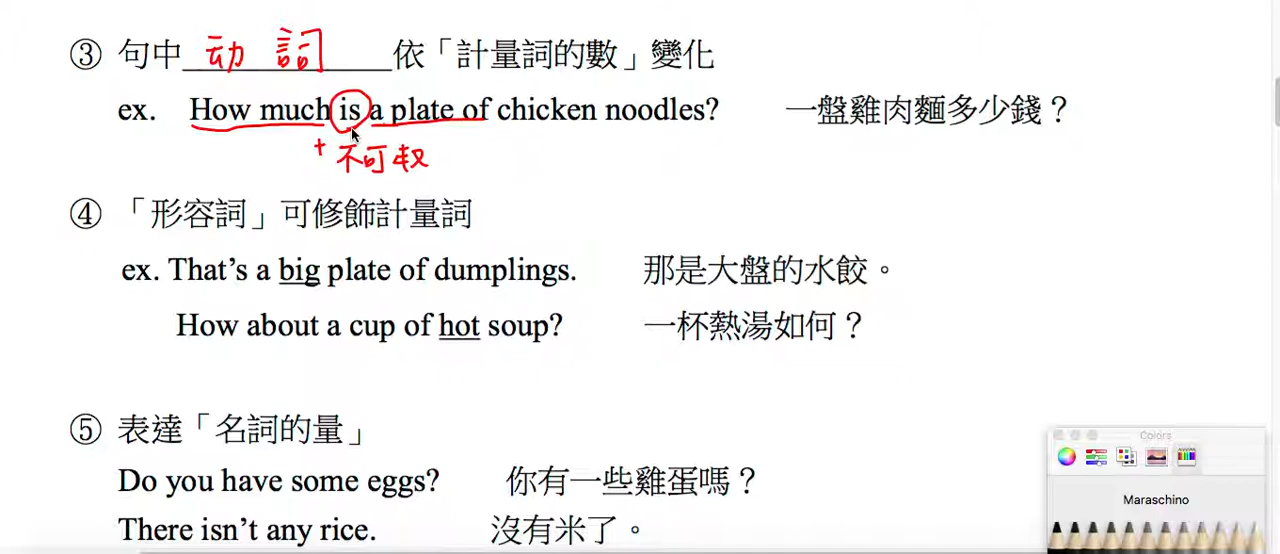 ③ 句中 动 詞 依「計量詞的數」變化
ex. How much is a plate of chicken noodles? 一盤雞肉麵多少錢？
+ 不可数
④ 「形容詞」可修飾計量詞
ex. That's a big plate of dumplings. 那是大盤的水餃。
How about a cup of hot soup? 一杯熱湯如何？
⑤ 表達「名詞的量」
Do you have some eggs? 你有一些雞蛋嗎？
There isn't any rice. 沒有米了。
Colors
Maraschino